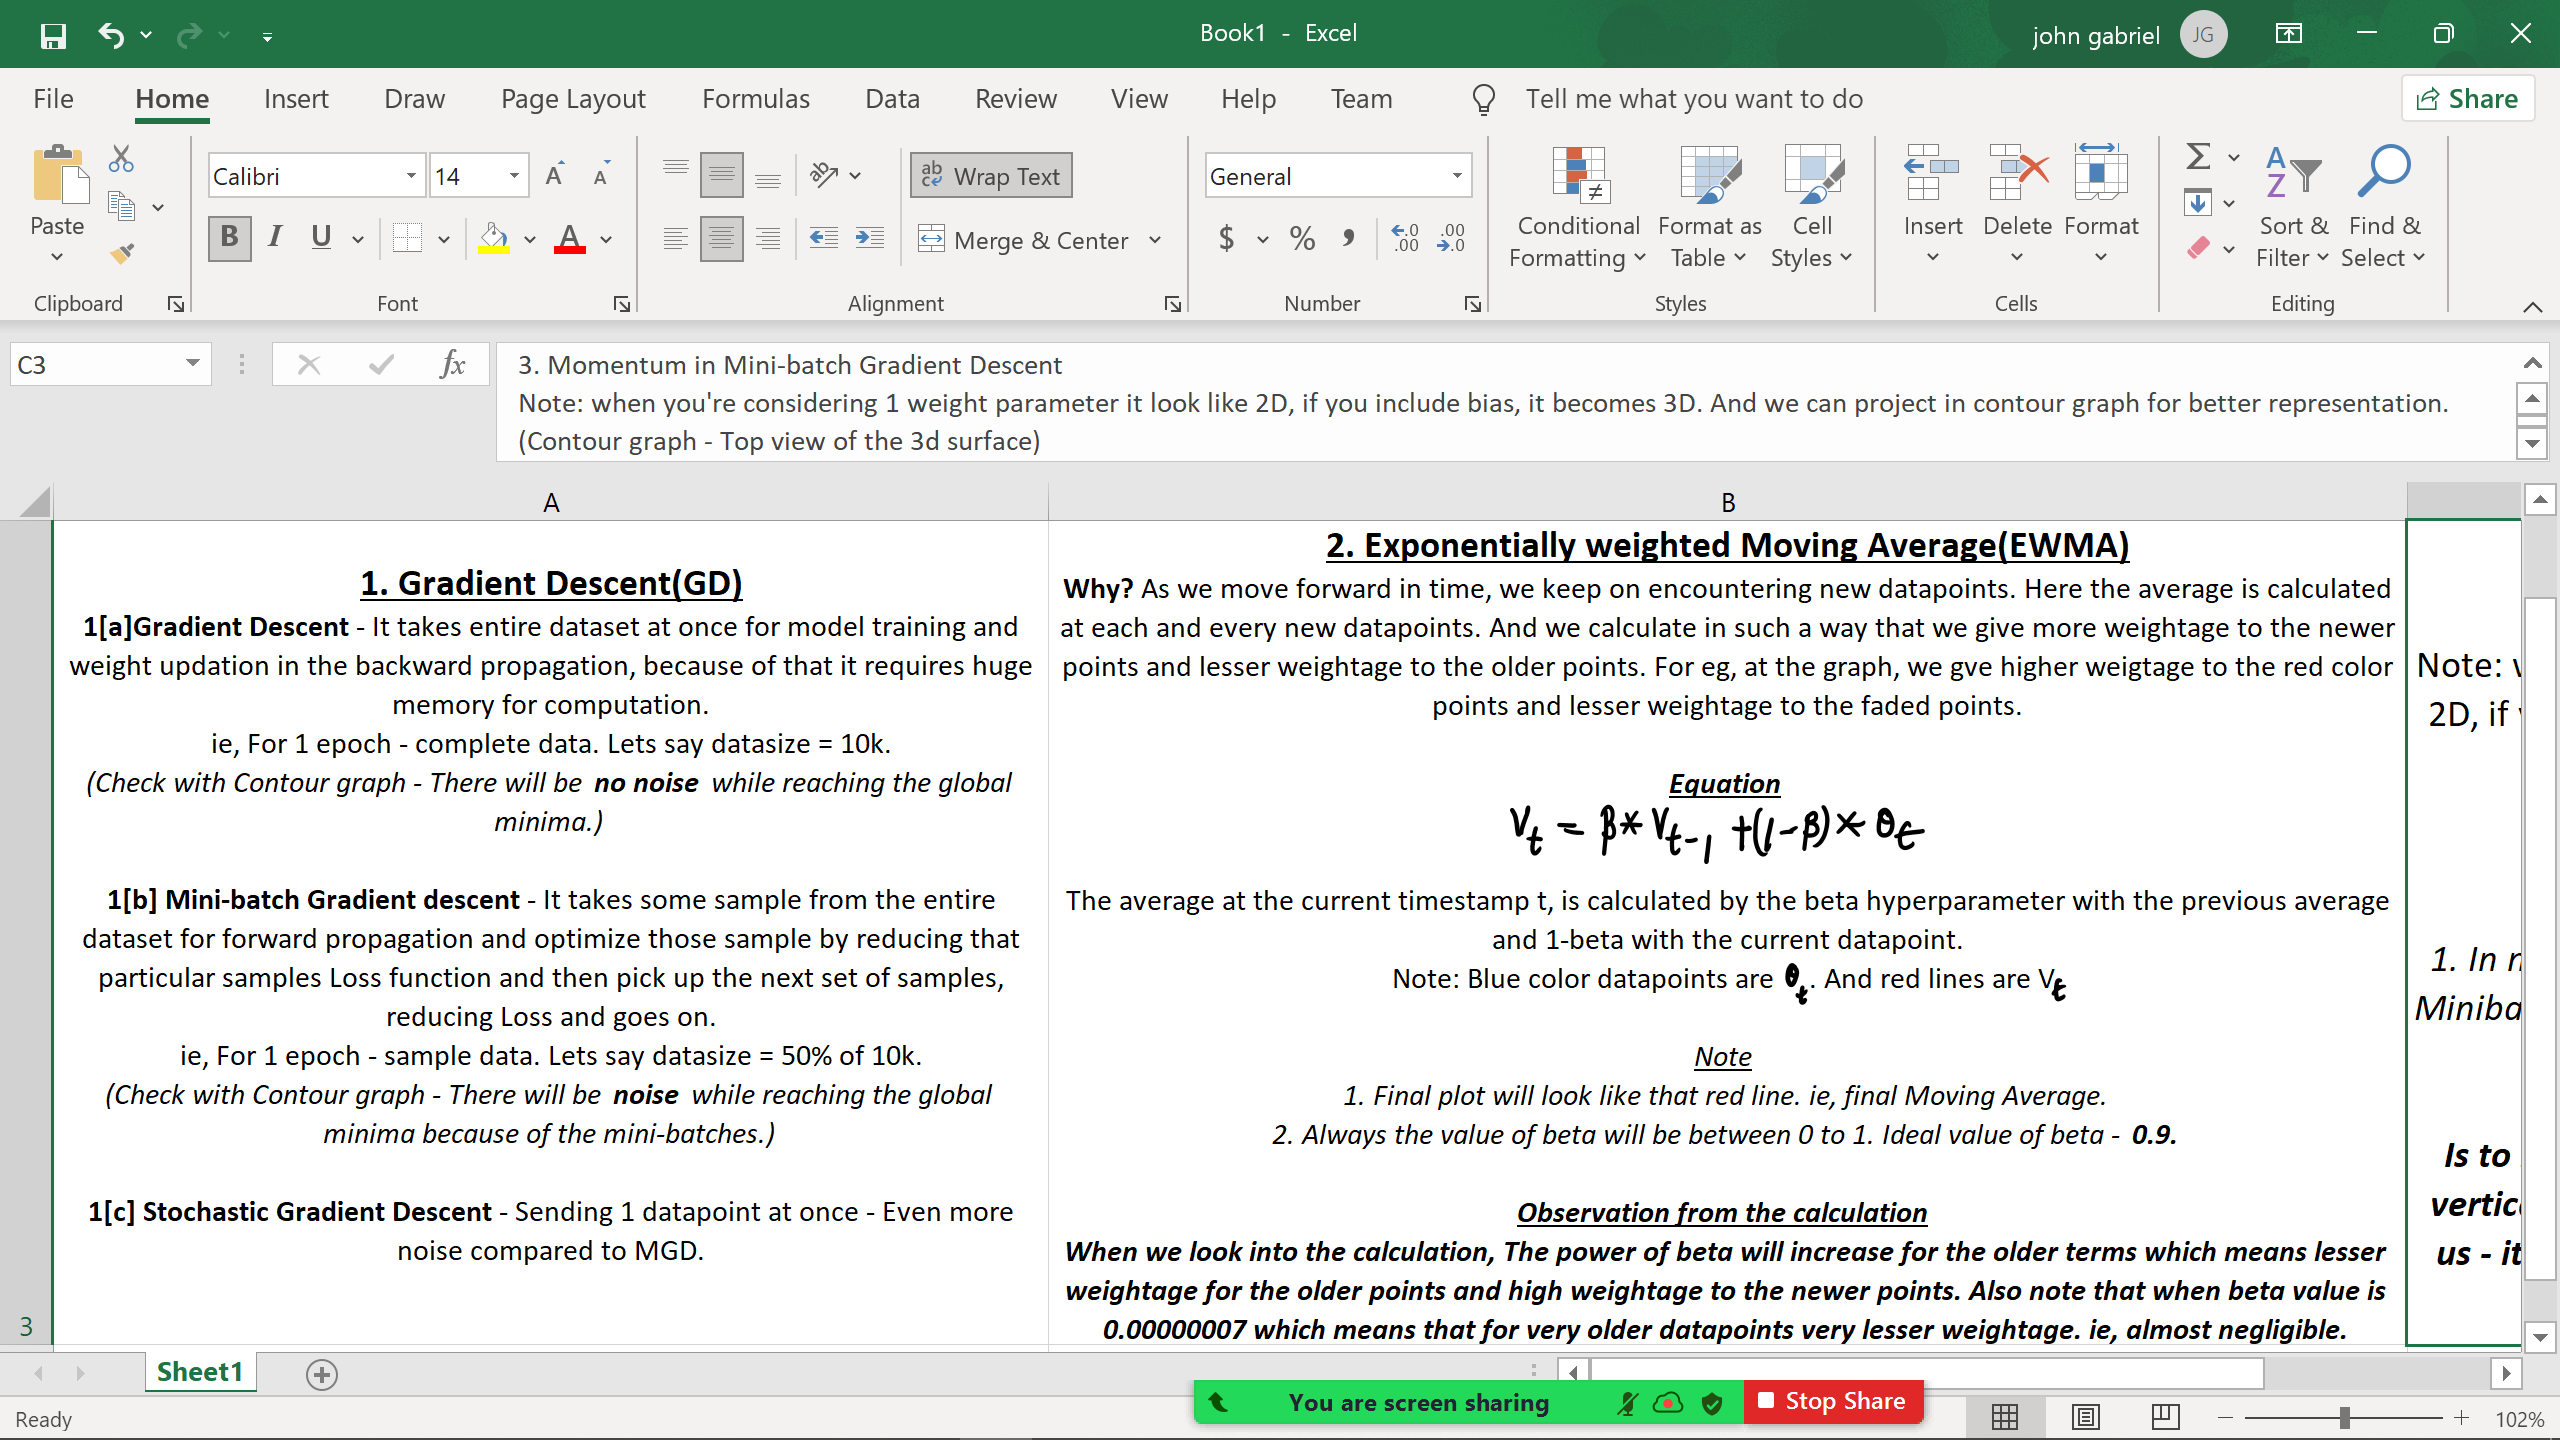 Book1 - Excel
john gabriel JG
File Home Insert Draw Page Layout Formulas Data Review View Help Team Tell me what you want to do Share
Paste
Clipboard
Calibri 14
B I U
Font
Wrap Text
Merge & Center
Alignment
General
$ % ,
Number
Conditional Formatting
Format as Table
Cell Styles
Styles
Insert Delete Format
Cells
Sort & Filter
Find & Select
Editing
C3 fx
3. Momentum in Mini-batch Gradient Descent
Note: when you're considering 1 weight parameter it look like 2D, if you include bias, it becomes 3D. And we can project in contour graph for better representation.
(Contour graph - Top view of the 3d surface)
A B
1. Gradient Descent(GD)
1[a]Gradient Descent - It takes entire dataset at once for model training and
weight updation in the backward propagation, because of that it requires huge
memory for computation.
ie, For 1 epoch - complete data. Lets say datasize = 10k.
(Check with Contour graph - There will be no noise while reaching the global
minima.)
1[b] Mini-batch Gradient descent - It takes some sample from the entire
dataset for forward propagation and optimize those sample by reducing that
particular samples Loss function and then pick up the next set of samples,
reducing Loss and goes on.
ie, For 1 epoch - sample data. Lets say datasize = 50% of 10k.
(Check with Contour graph - There will be noise while reaching the global
minima because of the mini-batches.)
1[c] Stochastic Gradient Descent - Sending 1 datapoint at once - Even more
noise compared to MGD.
3
2. Exponentially weighted Moving Average(EWMA)
Why? As we move forward in time, we keep on encountering new datapoints. Here the average is calculated
at each and every new datapoints. And we calculate in such a way that we give more weightage to the newer
points and lesser weightage to the older points. For eg, at the graph, we gve higher weigtage to the red color
points and lesser weightage to the faded points.
Equation
Vt = β* Vt-1 +(1-β)* θt
The average at the current timestamp t, is calculated by the beta hyperparameter with the previous average
and 1-beta with the current datapoint.
Note: Blue color datapoints are θt. And red lines are Vt
Note
1. Final plot will look like that red line. ie, final Moving Average.
2. Always the value of beta will be between 0 to 1. Ideal value of beta - 0.9.
Observation from the calculation
When we look into the calculation, The power of beta will increase for the older terms which means lesser
weightage for the older points and high weightage to the newer points. Also note that when beta value is
0.00000007 which means that for very older datapoints very lesser weightage. ie, almost negligible.
Note:
2D, if
1. In
Miniba
Is to
vertic
us - it
Sheet1
You are screen sharing Stop Share
Ready
102%